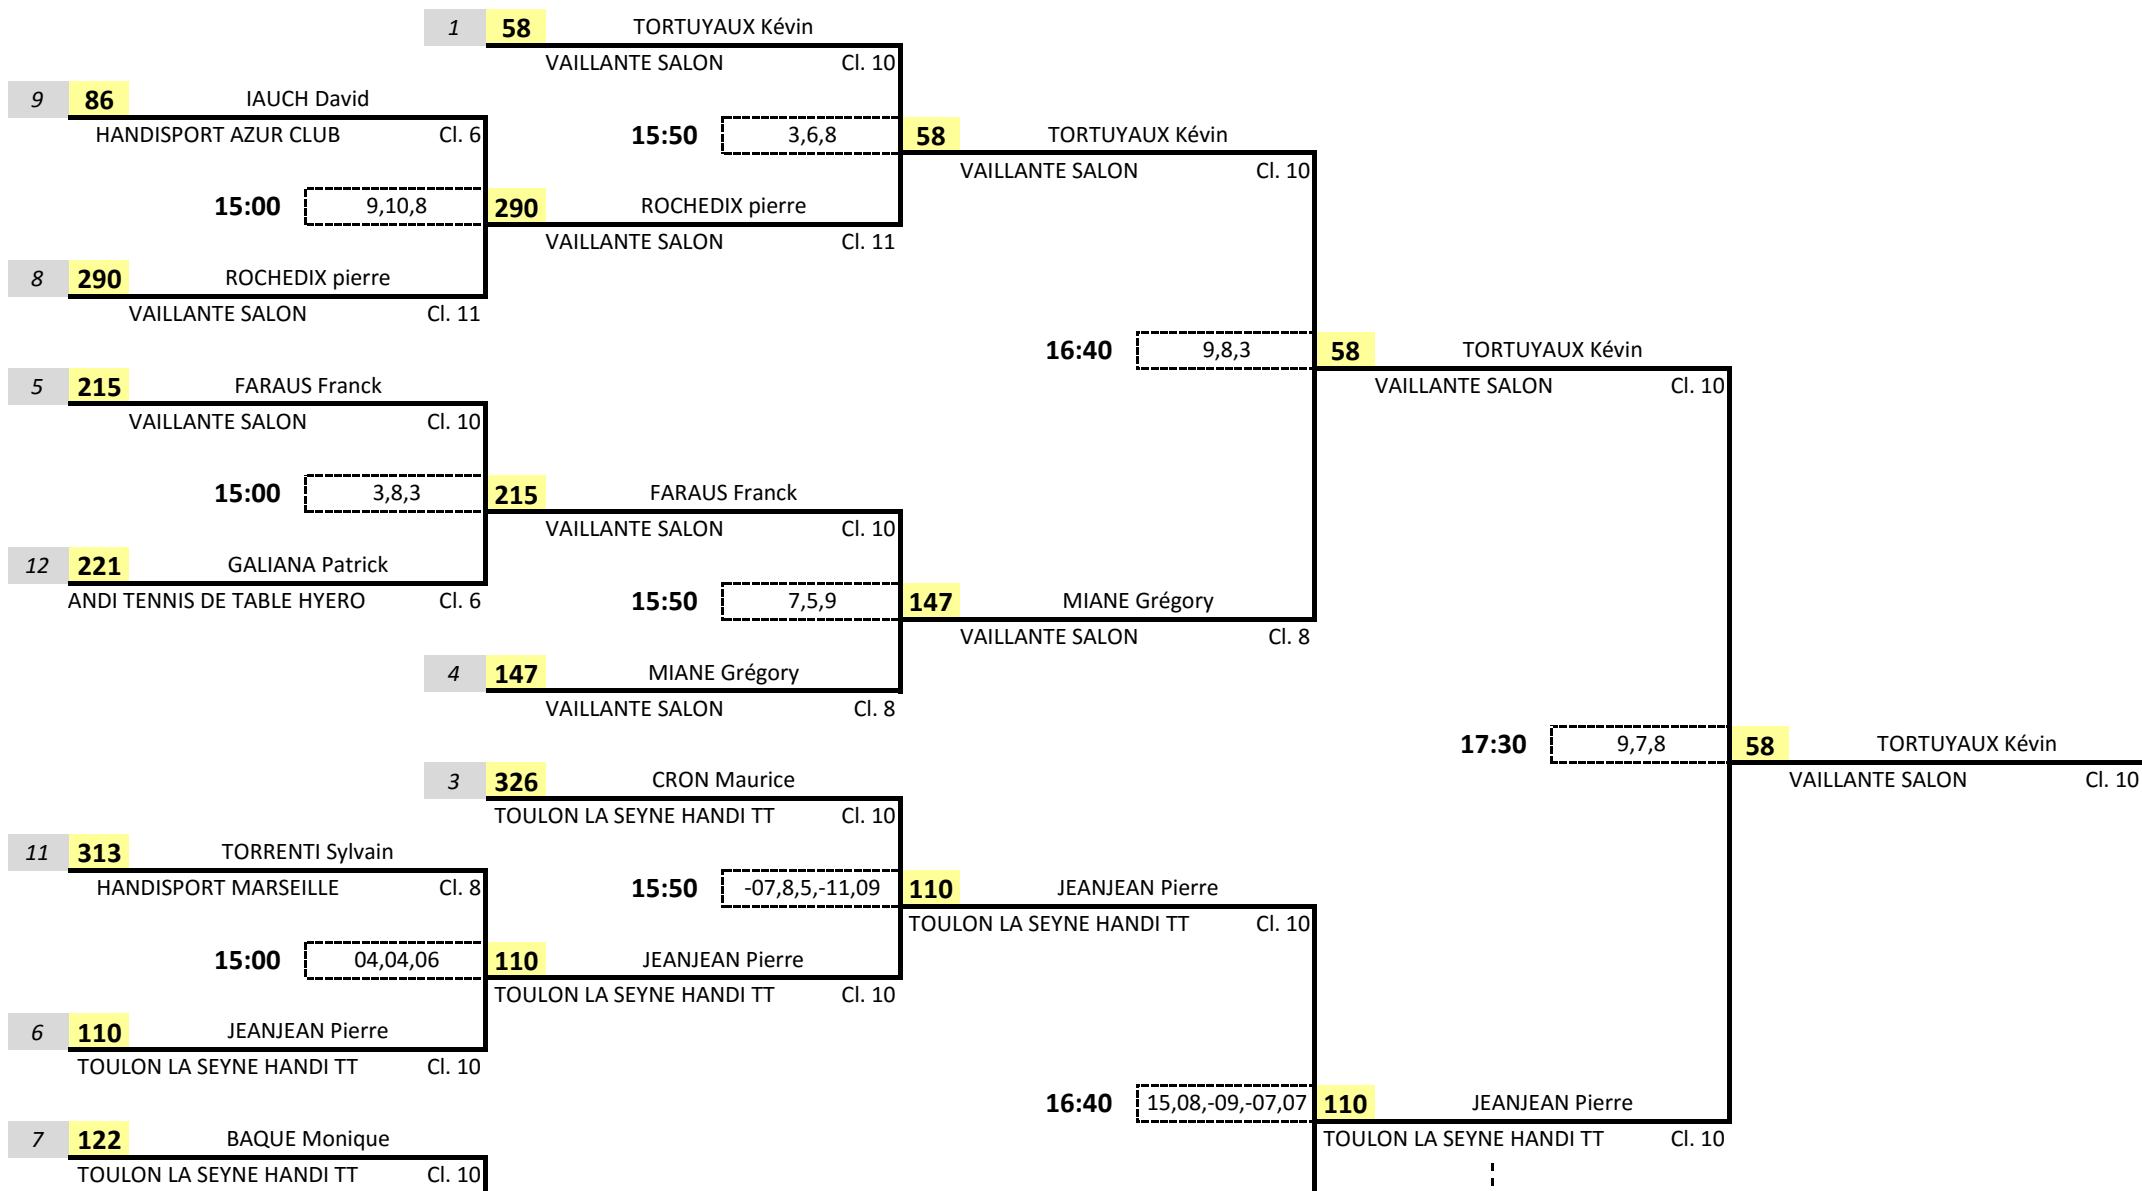 1 58 TORTUYAUX Kévin
VAILLANTE SALON Cl. 10
9 86 IAUCH David
HANDISPORT AZUR CLUB Cl. 6 15:50 3,6,8 58 TORTUYAUX Kévin
VAILLANTE SALON Cl. 10
15:00 9,10,8 290 ROCHEDIX pierre
VAILLANTE SALON Cl. 11
8 290 ROCHEDIX pierre
VAILLANTE SALON Cl. 11
16:40 9,8,3 58 TORTUYAUX Kévin
5 215 FARAUS Franck VAILLANTE SALON Cl. 10
VAILLANTE SALON Cl. 10
15:00 3,8,3 215 FARAUS Franck
VAILLANTE SALON Cl. 10
12 221 GALIANA Patrick
ANDI TENNIS DE TABLE HYERO Cl. 6 15:50 7,5,9 147 MIANE Grégory
VAILLANTE SALON Cl. 8
4 147 MIANE Grégory
VAILLANTE SALON Cl. 8
17:30 9,7,8 58 TORTUYAUX Kévin
3 326 CRON Maurice VAILLANTE SALON Cl. 10
TOULON LA SEYNE HANDI TT Cl. 10
11 313 TORRENTI Sylvain
HANDISPORT MARSEILLE Cl. 8 15:50 -07,8,5,-11,09 110 JEANJEAN Pierre
TOULON LA SEYNE HANDI TT Cl. 10
15:00 04,04,06 110 JEANJEAN Pierre
TOULON LA SEYNE HANDI TT Cl. 10
6 110 JEANJEAN Pierre
TOULON LA SEYNE HANDI TT Cl. 10
16:40 15,08,-09,-07,07 110 JEANJEAN Pierre
7 122 BAQUE Monique TOULON LA SEYNE HANDI TT Cl. 10
TOULON LA SEYNE HANDI TT Cl. 10